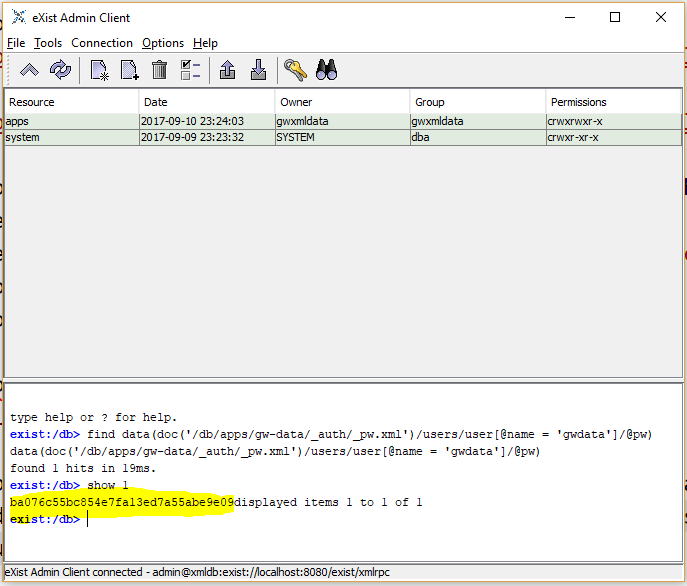 eXist Admin Client
File Tools Connection Options Help
Resource Date Owner Group Permissions
apps 2017-09-10 23:24:03 gwxmldata gwxmldata crwxrwxr-x
system 2017-09-09 23:23:32 SYSTEM dba crwxr-xr-x
type help or ? for help.
exist:/db> find data(doc('/db/apps/gw-data/_auth/_pw.xml')/users/user[@name = 'gwdata']/@pw)
data(doc('/db/apps/gw-data/_auth/_pw.xml')/users/user[@name = 'gwdata']/@pw)
found 1 hits in 19ms.
exist:/db> show 1
ba076c55bc854e7fa13ed7a55abe9e09displayed items 1 to 1 of 1
exist:/db>
eXist Admin Client connected - admin@xmldb:exist://localhost:8080/exist/xmlrpc